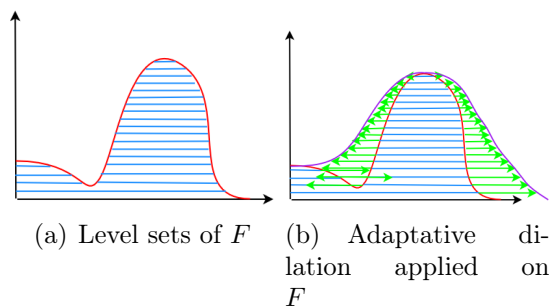 (a) Level sets of F
(b) Adaptative di-
lation applied on
F